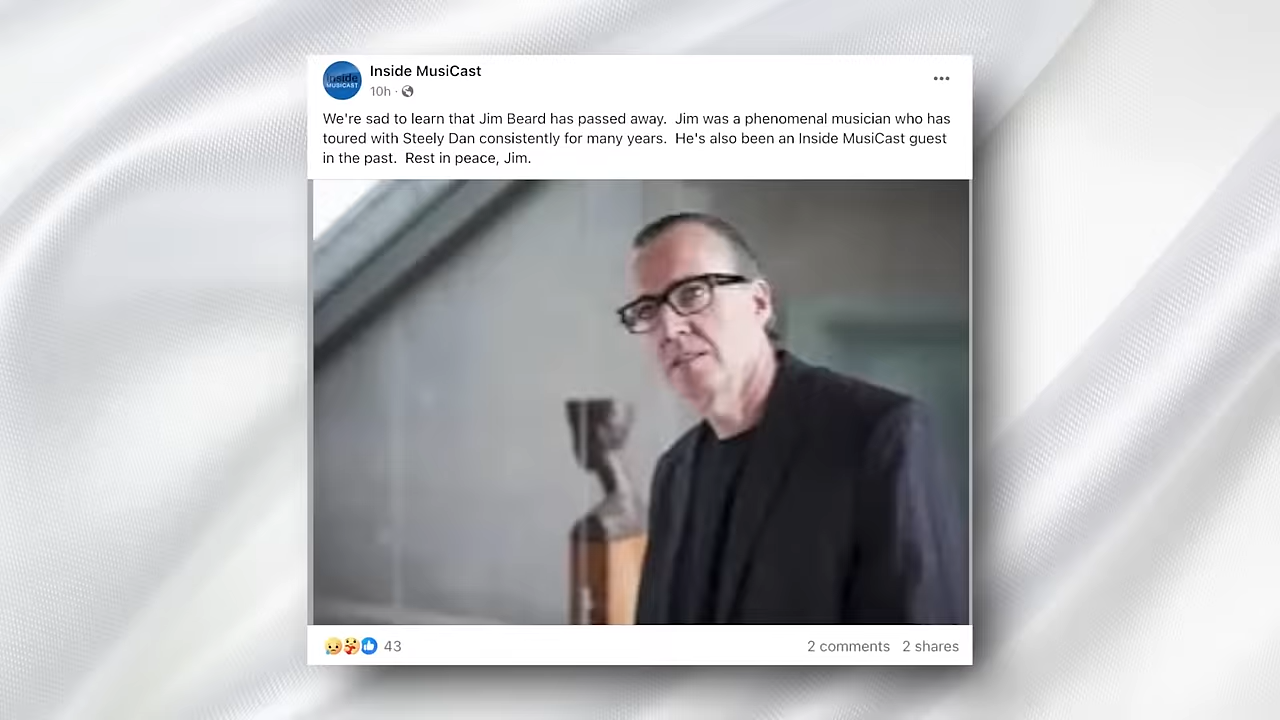 Inside
MUSICAST
Inside MusiCast
10h ·
We're sad to learn that Jim Beard has passed away.  Jim was a phenomenal musician who has
toured with Steely Dan consistently for many years.  He's also been an Inside MusiCast guest
in the past.  Rest in peace, Jim.
43
2 comments 2 shares